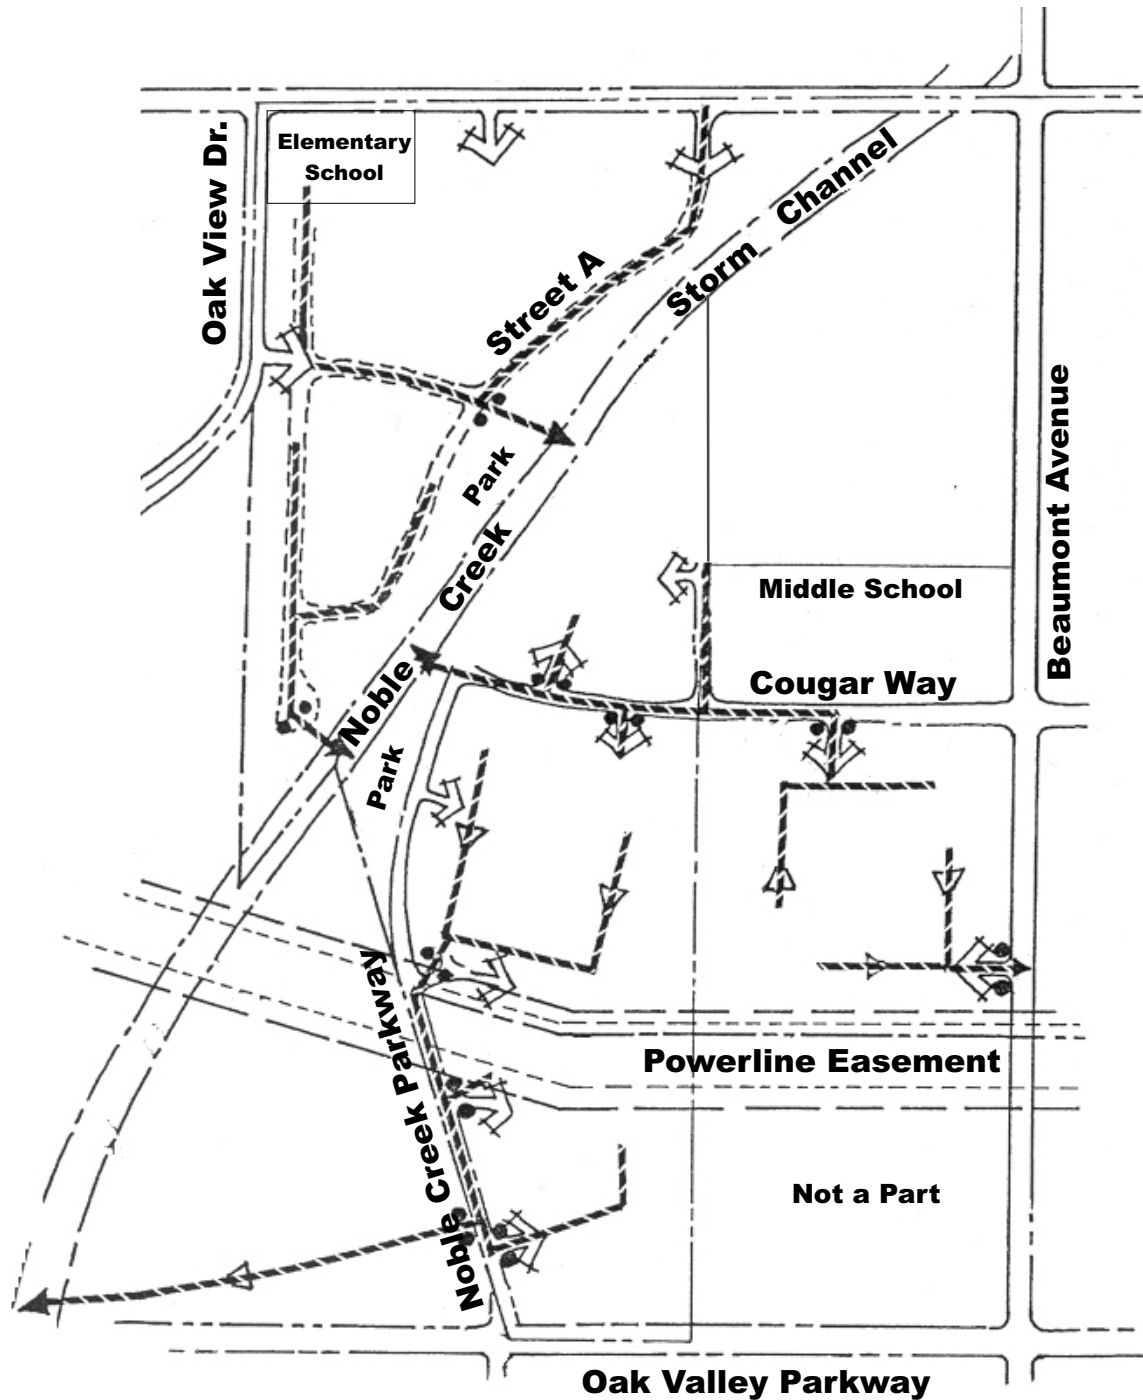 Elementary
School
Oak View Dr.
Street A
Noble Creek Storm Channel
Park
Beaumont Avenue
Middle School
Cougar Way
Park
Noble Creek Parkway
Powerline Easement
Not a Part
Oak Valley Parkway